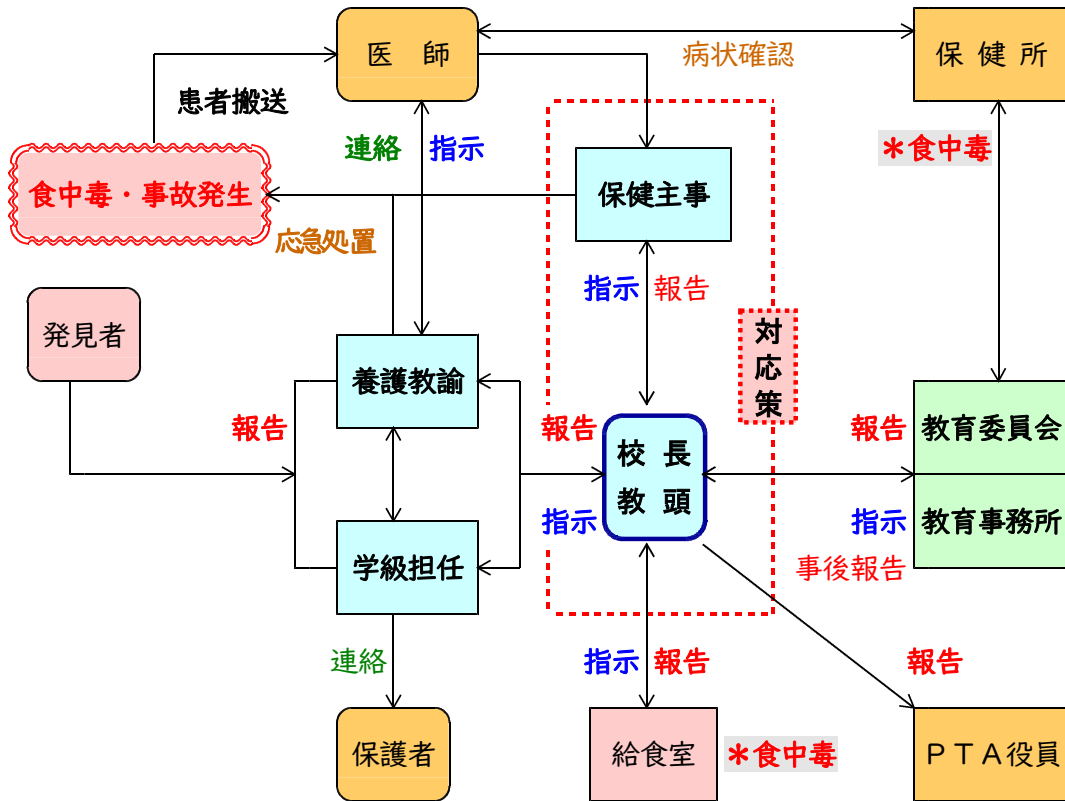 医　師
病状確認
保 健 所
患者搬送
連絡
指示
＊食中毒
食中毒・事故発生
保健主事
応急処置
指示
報告
発見者
対応策
養護教諭
報告
報告
校 長
教 頭
報告
教育委員会
指示
指示
教育事務所
学級担任
事後報告
連絡
指示
報告
報告
保護者
給食室
＊食中毒
ＰＴＡ役員